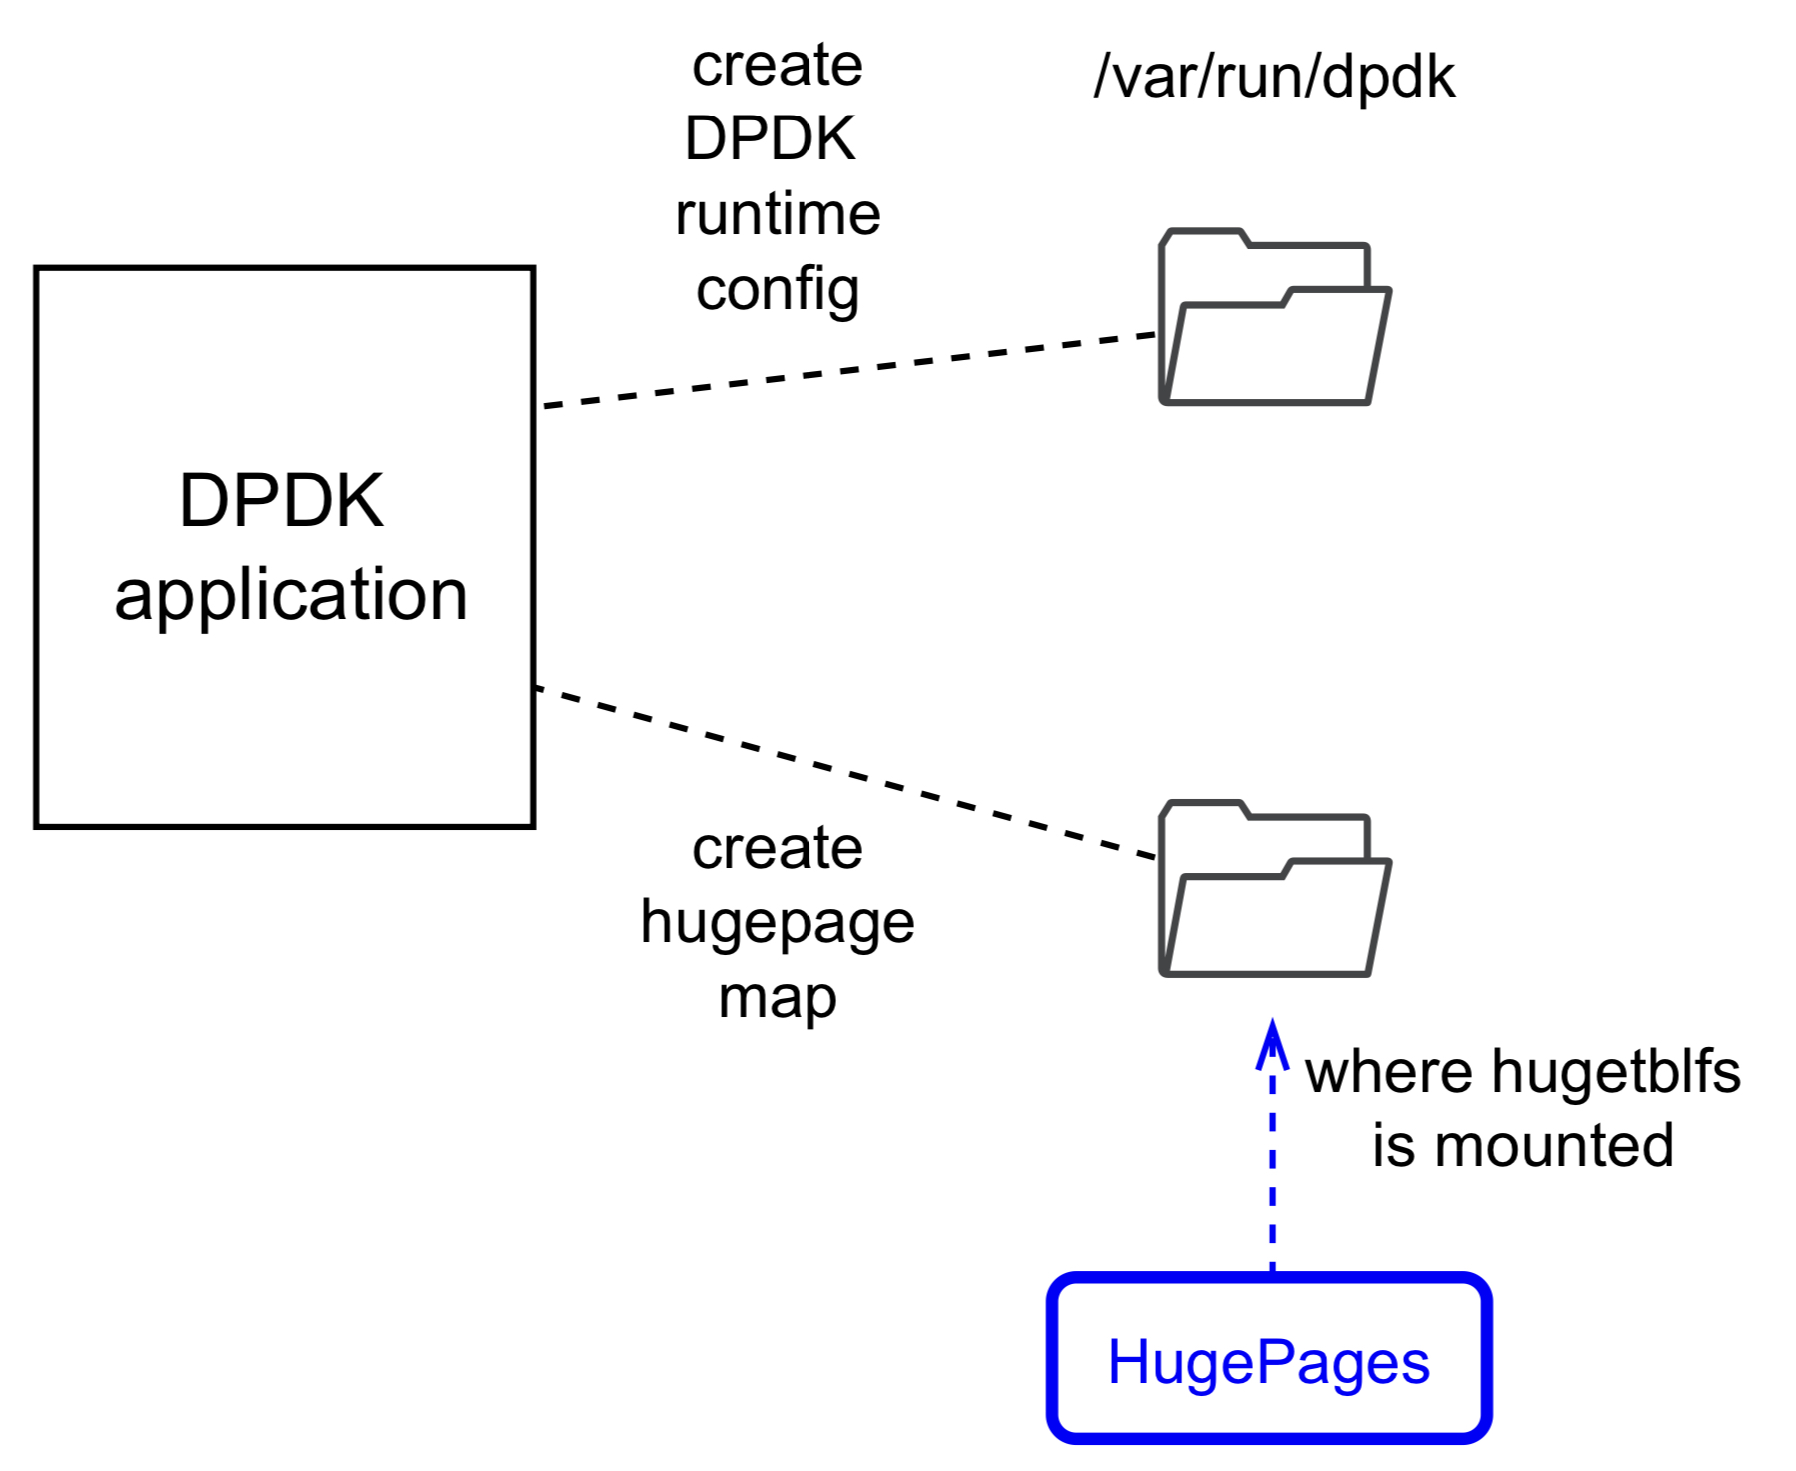 create
DPDK
runtime
config
/var/run/dpdk
DPDK
application
create
hugepage
map
where hugetblfs
is mounted
HugePages